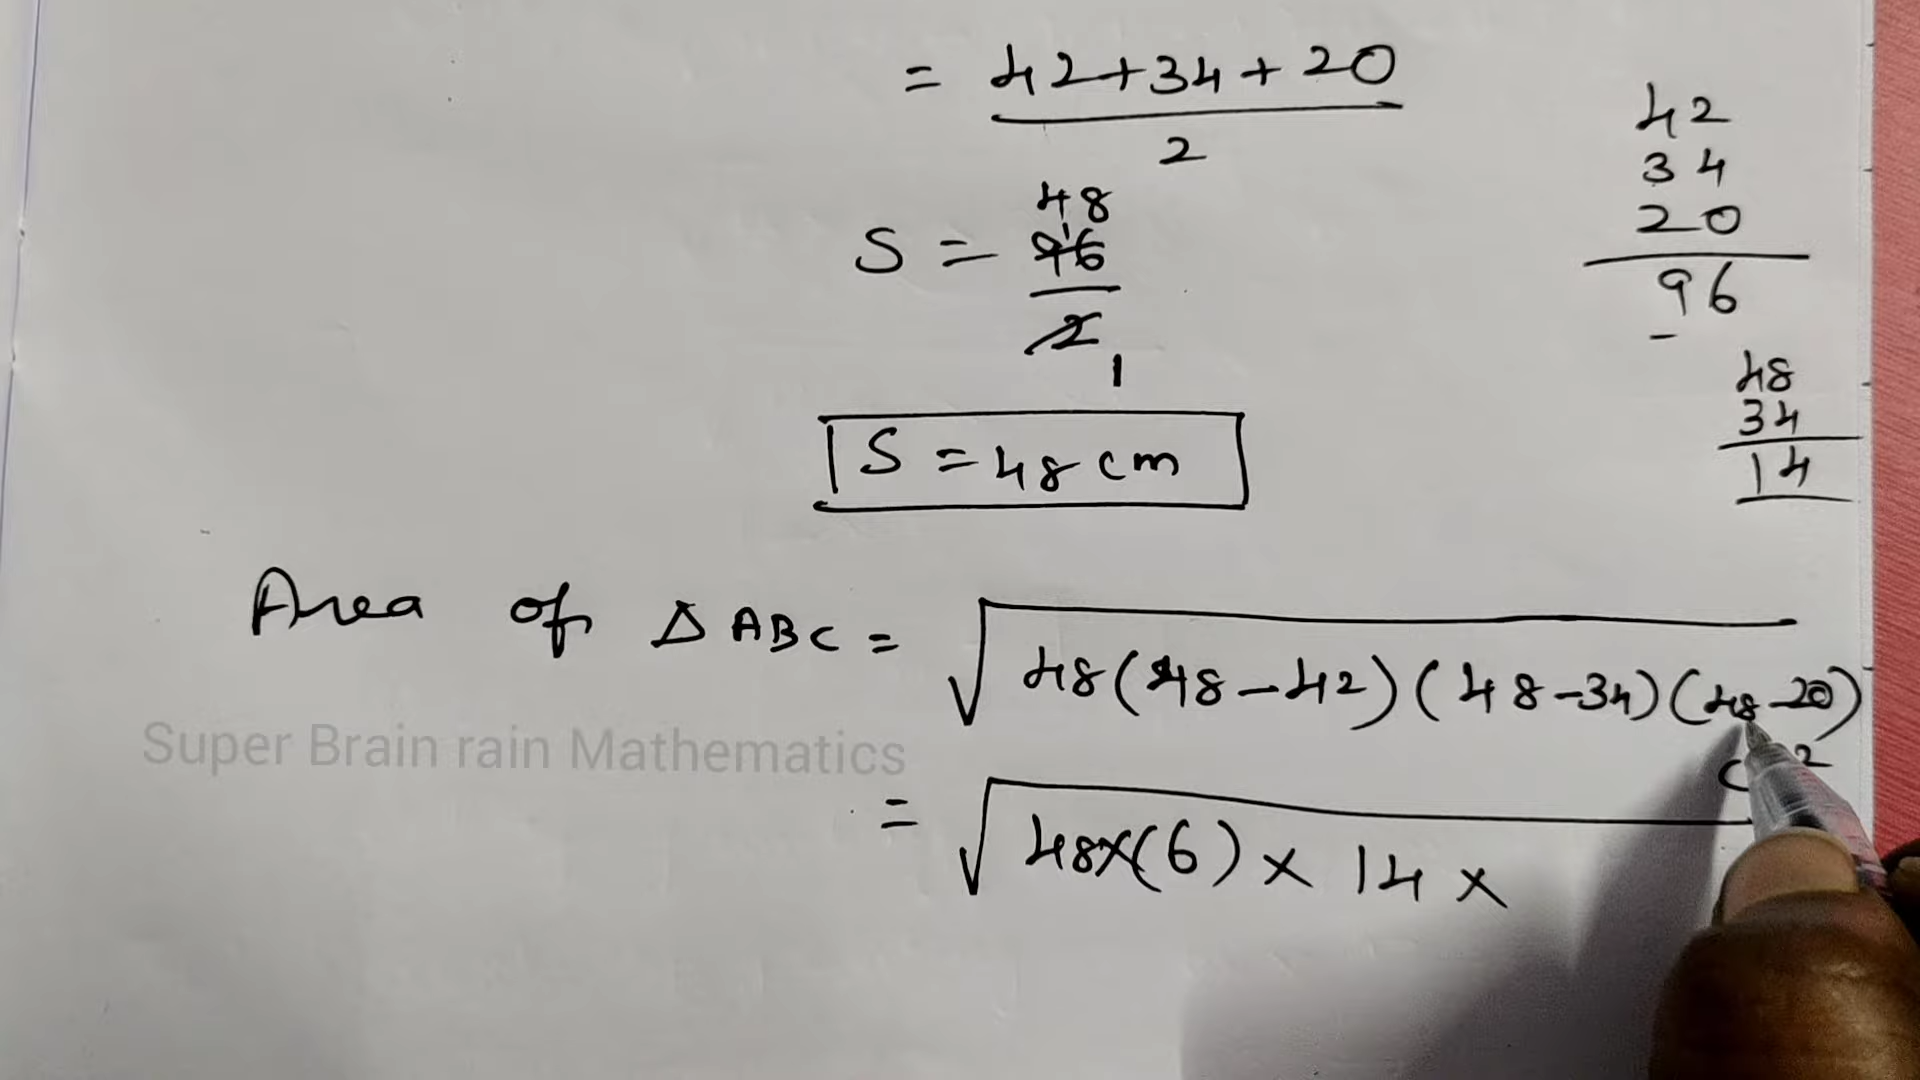 = 42+34+20
2
42
34
20
96
48
S = 96
2
1
48
34
14
S = 48 cm
Area of Δ ABC = √48(48-42)(48-34)(48-20)
Super Brain rain Mathematics
= √48×(6) × 14 ×